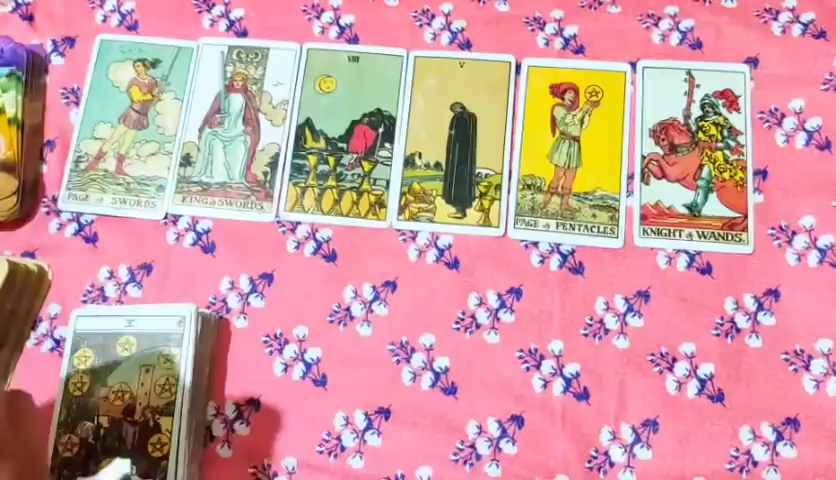 PAGE of SWORDS.
KING of SWORDS.
VIII
V
PAGE of PENTACLES.
KNIGHT of WANDS.
X